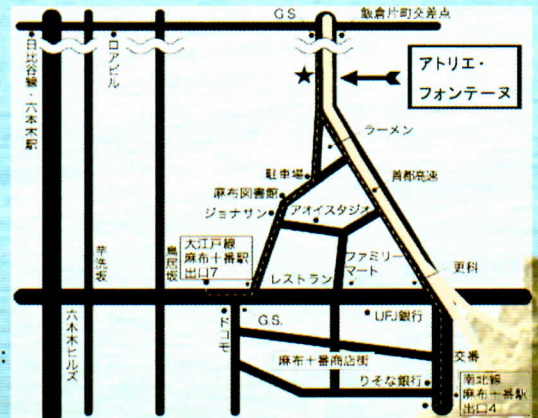 G.S.
飯倉片町交差点
日比谷線・六本木駅
ロアビル
アトリエ・
フォンテーヌ
ラーメン
駐車場
首都高速
麻布図書館
ジョナサン
アオイスタジオ
大江戸線
麻布十番駅
出口7
芋洗坂
鳥居坂
レストラン
ファミリー
マート
更科
六本木ヒルズ
ドコモ
G.S.
UFJ銀行
麻布十番商店街
交番
りそな銀行
南北線
麻布十番駅
出口4